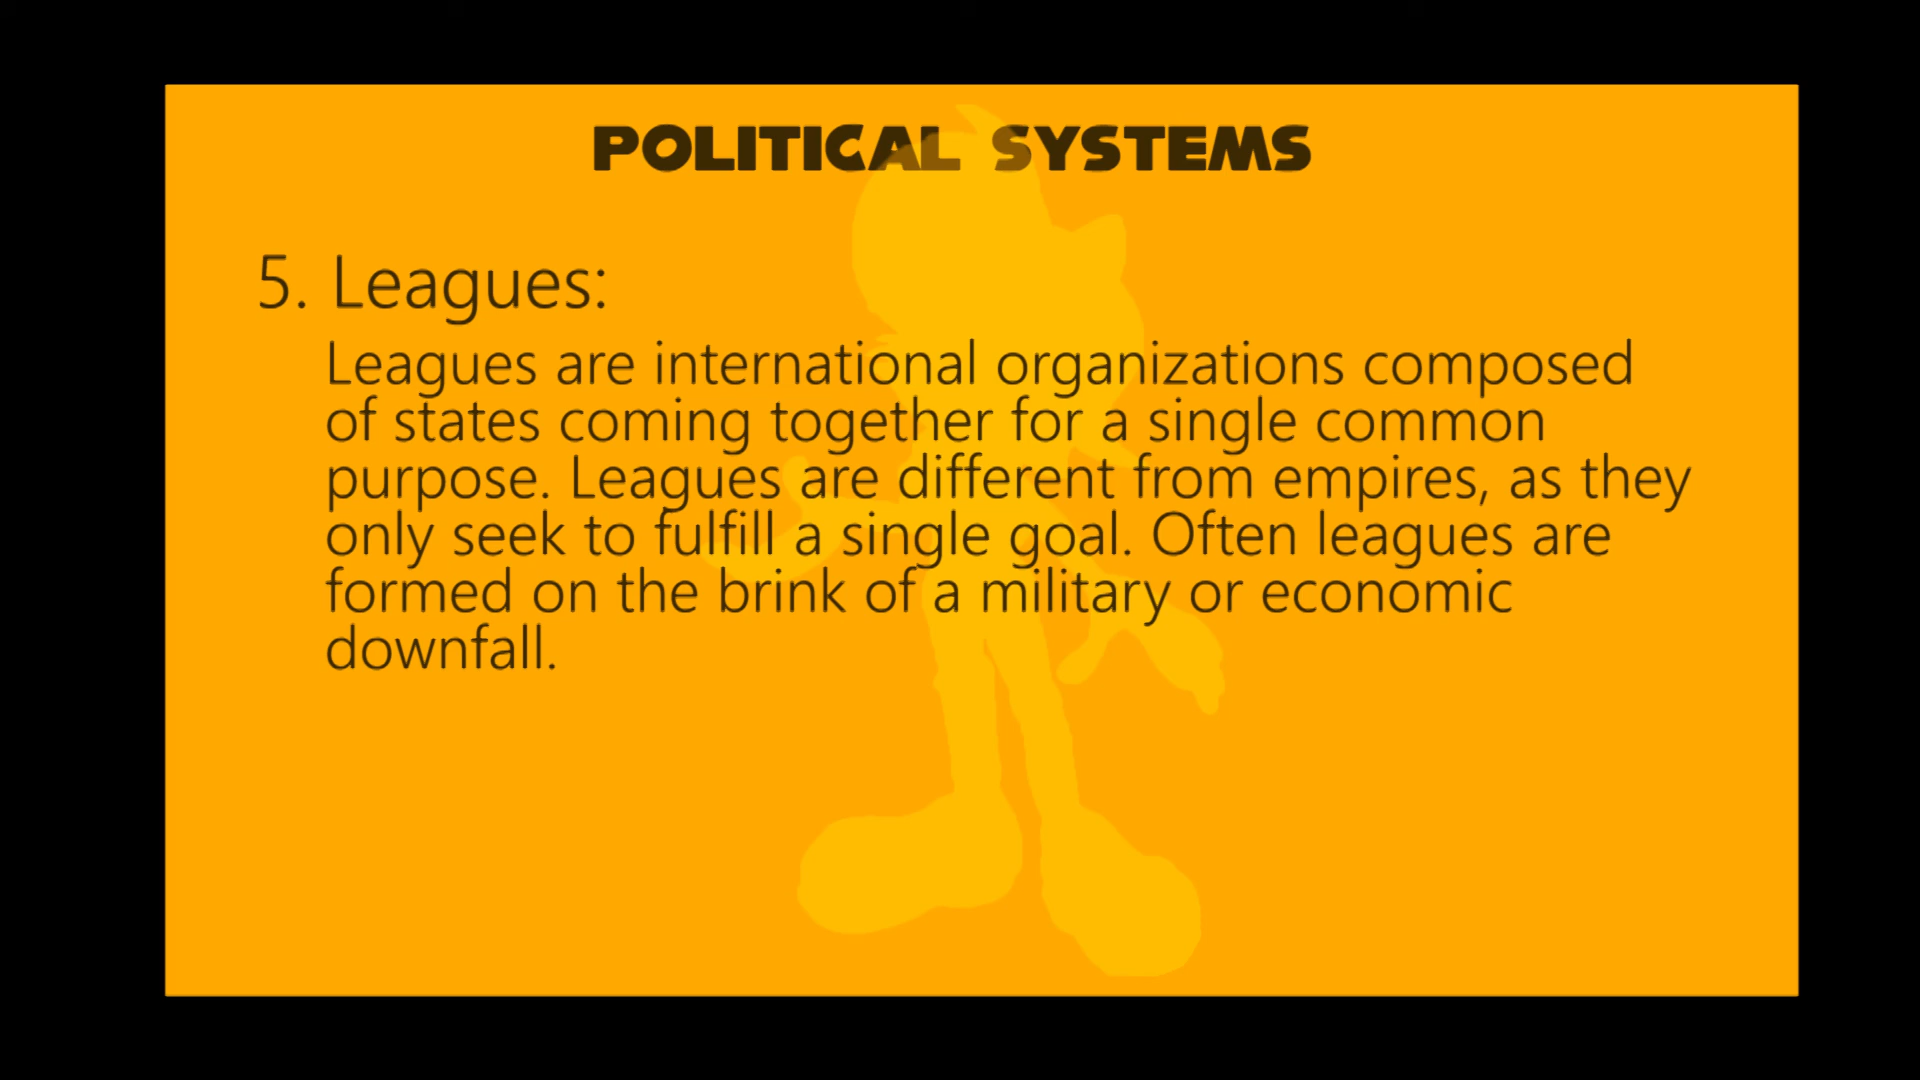 POLITICAL SYSTEMS
5. Leagues:
Leagues are international organizations composed
of states coming together for a single common
purpose. Leagues are different from empires, as they
only seek to fulfill a single goal. Often leagues are
formed on the brink of a military or economic
downfall.